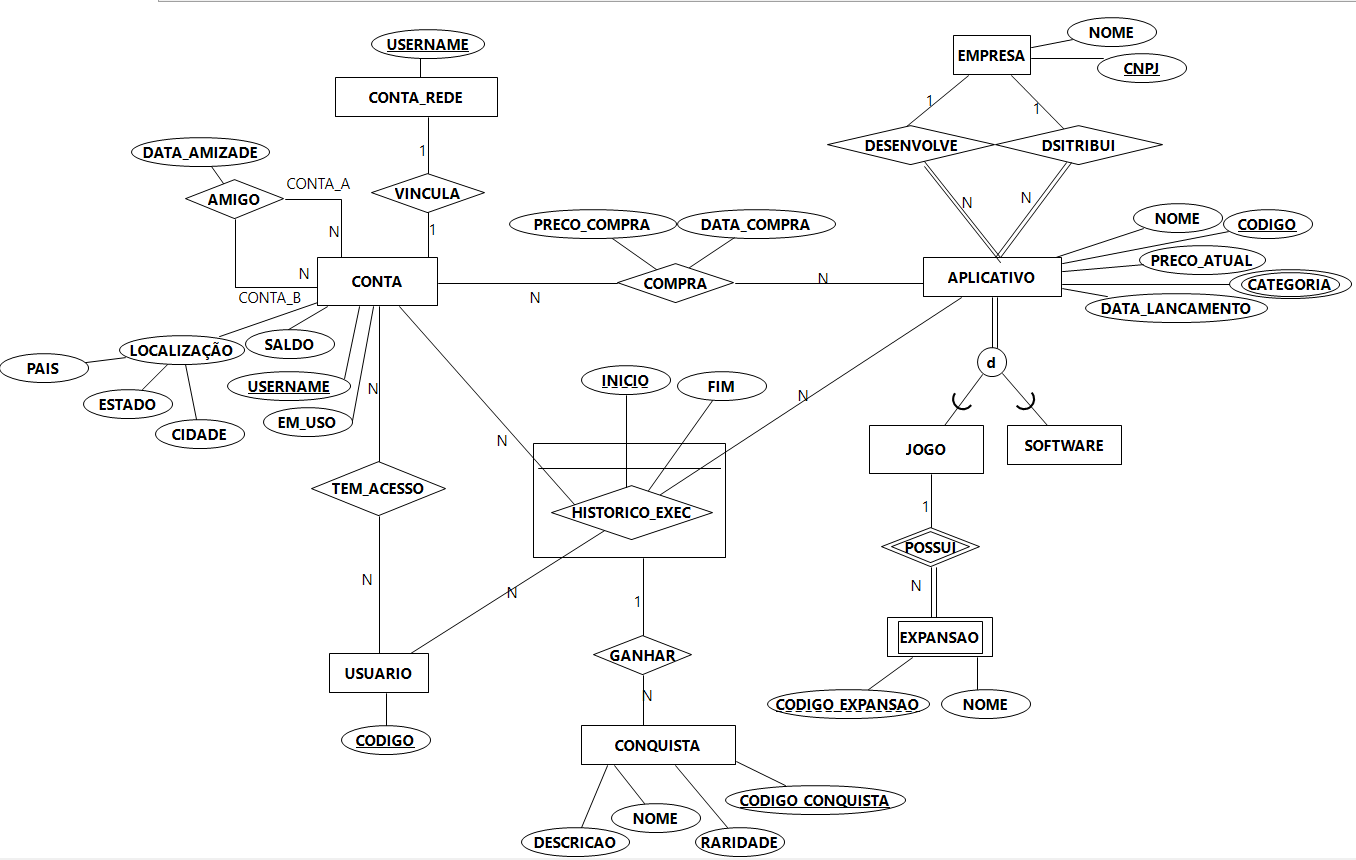 USERNAME
CONTA_REDE
1
VINCULA
1
DATA_AMIZADE
AMIGO
CONTA_A
N
N
CONTA_B
CONTA
LOCALIZAÇÃO
PAIS
ESTADO
CIDADE
SALDO
USERNAME
EM_USO
N
TEM_ACESSO
N
USUARIO
CODIGO
PRECO_COMPRA
DATA_COMPRA
N
COMPRA
N
EMPRESA
NOME
CNPJ
1
1
DESENVOLVE
DSITRIBUI
N
N
APLICATIVO
NOME
CODIGO
PRECO_ATUAL
CATEGORIA
DATA_LANCAMENTO
d
JOGO
SOFTWARE
1
POSSUI
N
EXPANSAO
CODIGO_EXPANSAO
NOME
INICIO
FIM
N
N
HISTORICO_EXEC
N
1
GANHAR
N
CONQUISTA
DESCRICAO
NOME
RARIDADE
CODIGO_CONQUISTA